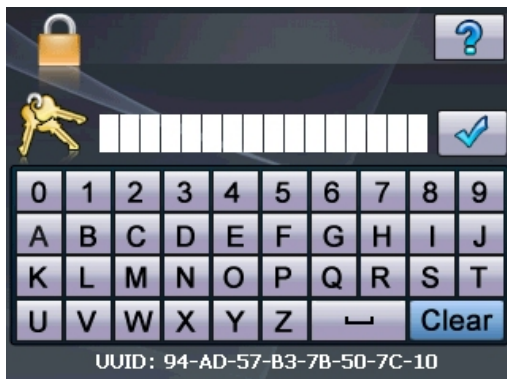 0 1 2 3 4 5 6 7 8 9
A B C D E F G H I J
K L M N O P Q R S T
U V W X Y Z Clear
UUID: 94-AD-57-B3-7B-50-7C-10